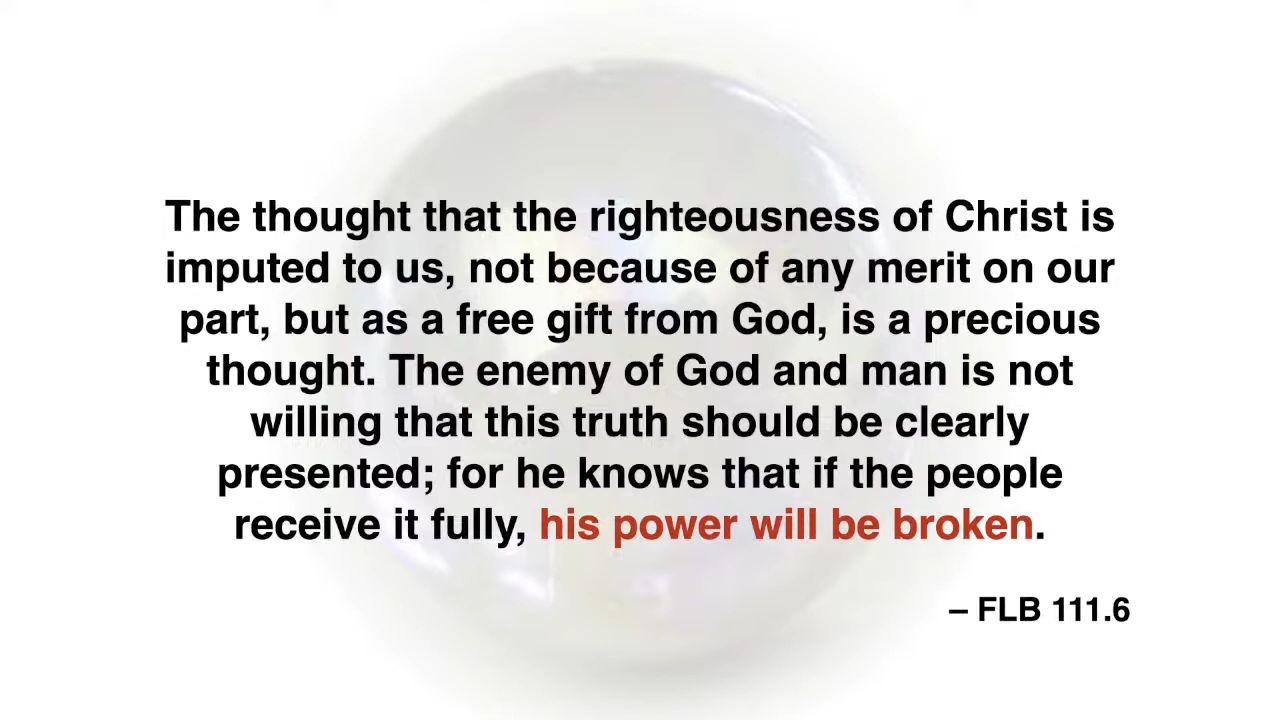 The thought that the righteousness of Christ is
imputed to us, not because of any merit on our
part, but as a free gift from God, is a precious
thought. The enemy of God and man is not
willing that this truth should be clearly
presented; for he knows that if the people
receive it fully, his power will be broken.
– FLB 111.6